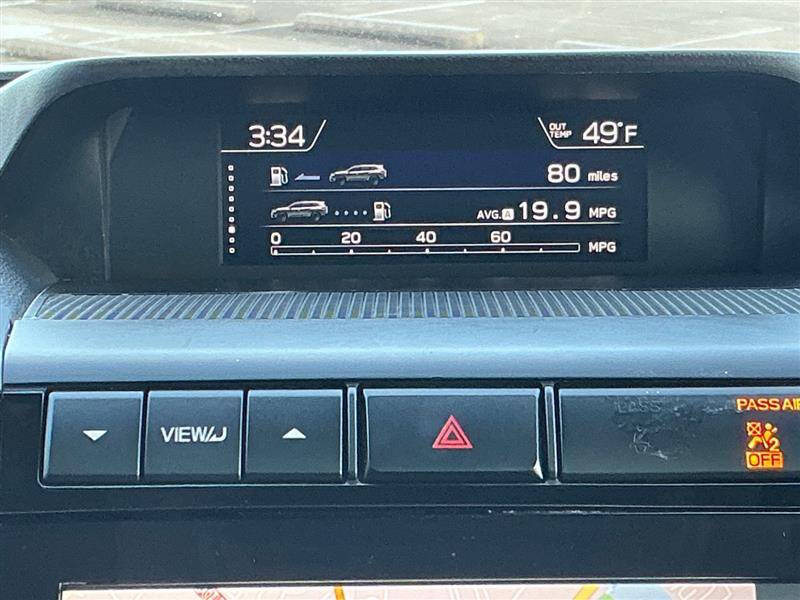 3:34 OUT TEMP 49°F
80 miles
AVG. A 19.9 MPG
0 20 40 60 MPG
VIEW
PASS AIR
2
OFF